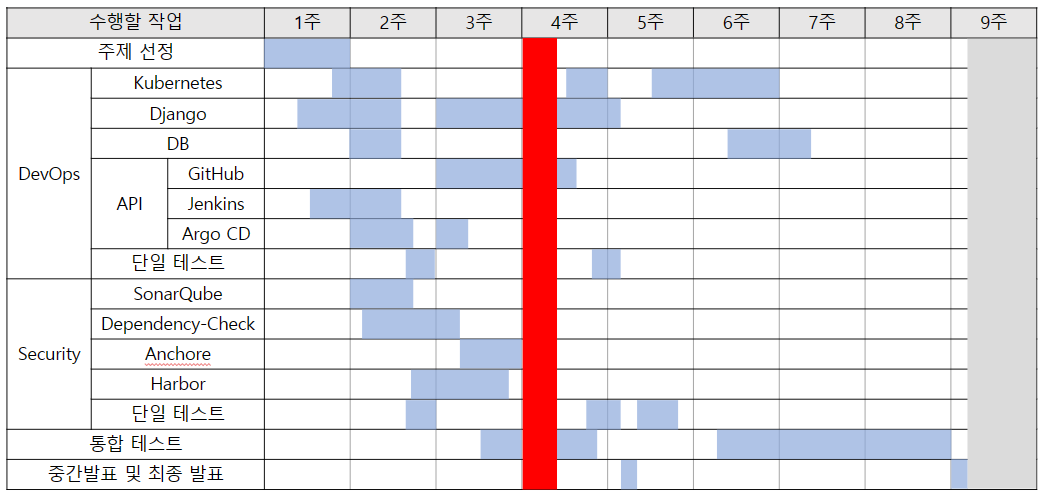 수행할 작업 1주 2주 3주 4주 5주 6주 7주 8주 9주
주제 선정
DevOps
Kubernetes
Django
DB
API
GitHub
Jenkins
Argo CD
단일 테스트
Security
SonarQube
Dependency-Check
Anchore
Harbor
단일 테스트
통합 테스트
중간발표 및 최종 발표